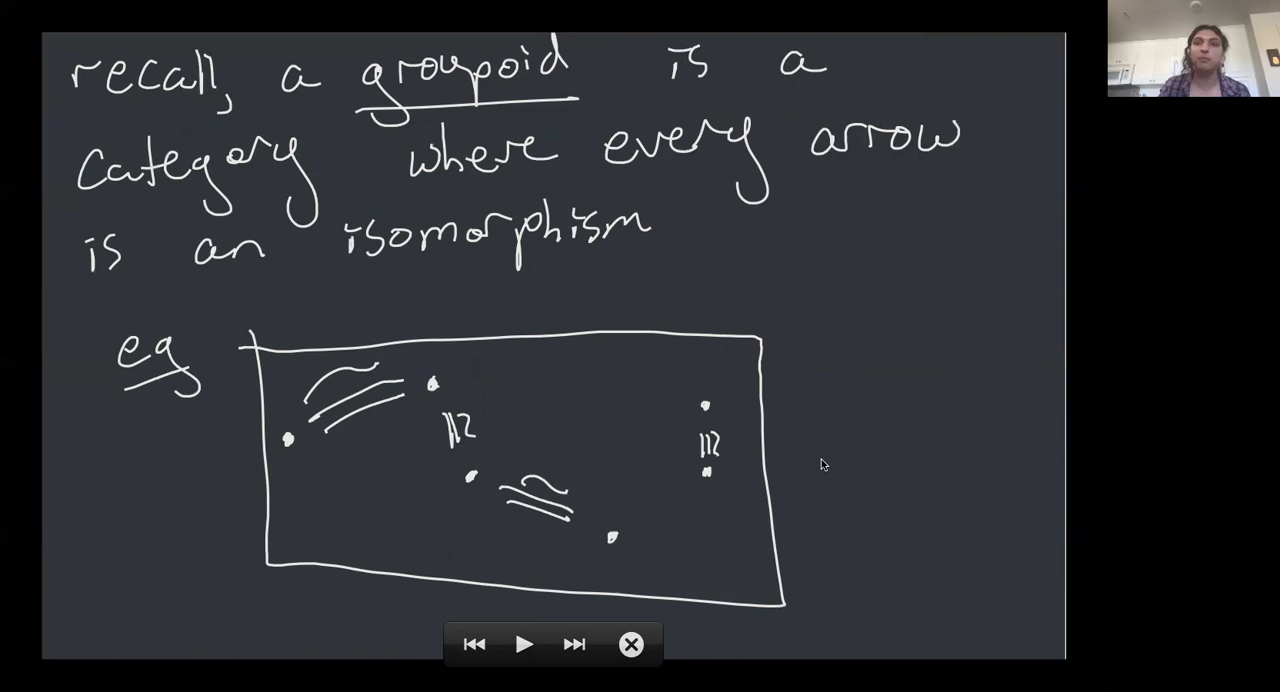 recall, a groupoid is a
category where every arrow
is an isomorphism
eg
≅
≅
≅
≅